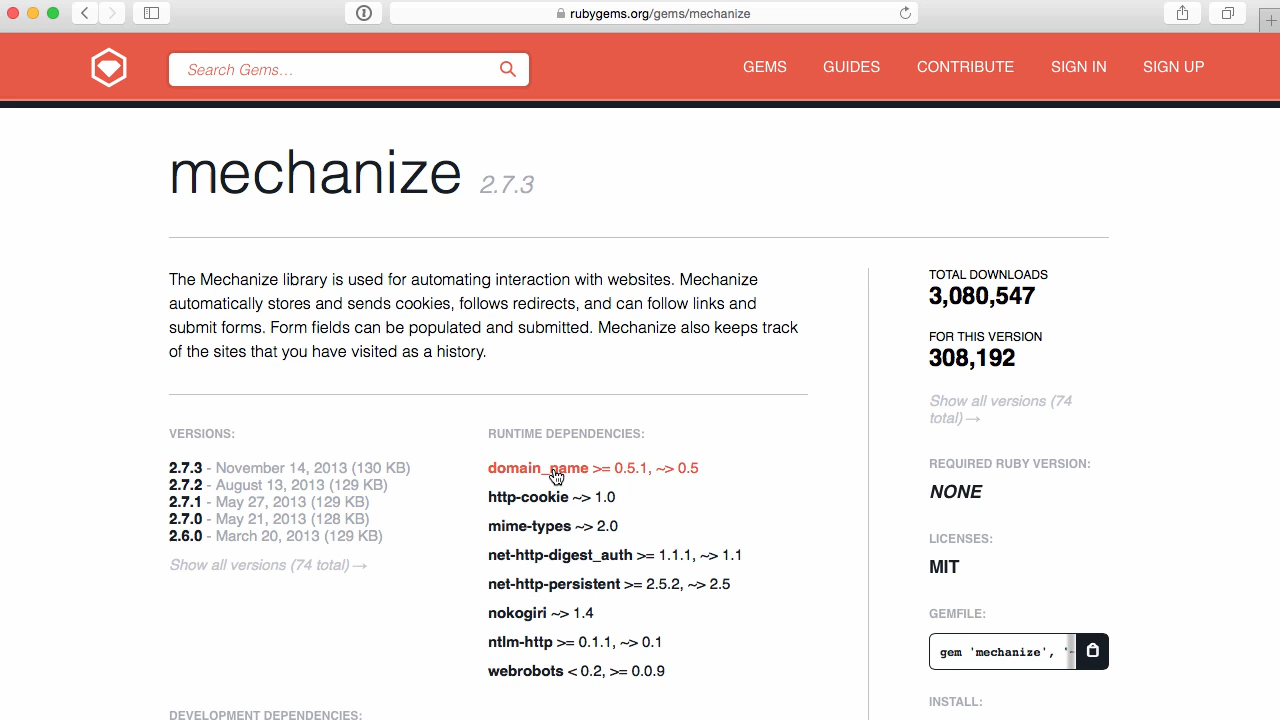 rubygems.org/gems/mechanize
Search Gems...
GEMS
GUIDES
CONTRIBUTE
SIGN IN
SIGN UP
mechanize 2.7.3
The Mechanize library is used for automating interaction with websites. Mechanize
automatically stores and sends cookies, follows redirects, and can follow links and
submit forms. Form fields can be populated and submitted. Mechanize also keeps track
of the sites that you have visited as a history.
VERSIONS:
2.7.3 - November 14, 2013 (130 KB)
2.7.2 - August 13, 2013 (129 KB)
2.7.1 - May 27, 2013 (129 KB)
2.7.0 - May 21, 2013 (128 KB)
2.6.0 - March 20, 2013 (129 KB)
Show all versions (74 total) →
RUNTIME DEPENDENCIES:
domain_name >= 0.5.1, ~> 0.5
http-cookie ~> 1.0
mime-types ~> 2.0
net-http-digest_auth >= 1.1.1, ~> 1.1
net-http-persistent >= 2.5.2, ~> 2.5
nokogiri ~> 1.4
ntlm-http >= 0.1.1, ~> 0.1
webrobots < 0.2, >= 0.0.9
DEVELOPMENT DEPENDENCIES:
TOTAL DOWNLOADS
3,080,547
FOR THIS VERSION
308,192
Show all versions (74
total) →
REQUIRED RUBY VERSION:
NONE
LICENSES:
MIT
GEMFILE:
gem 'mechanize', '~
INSTALL: